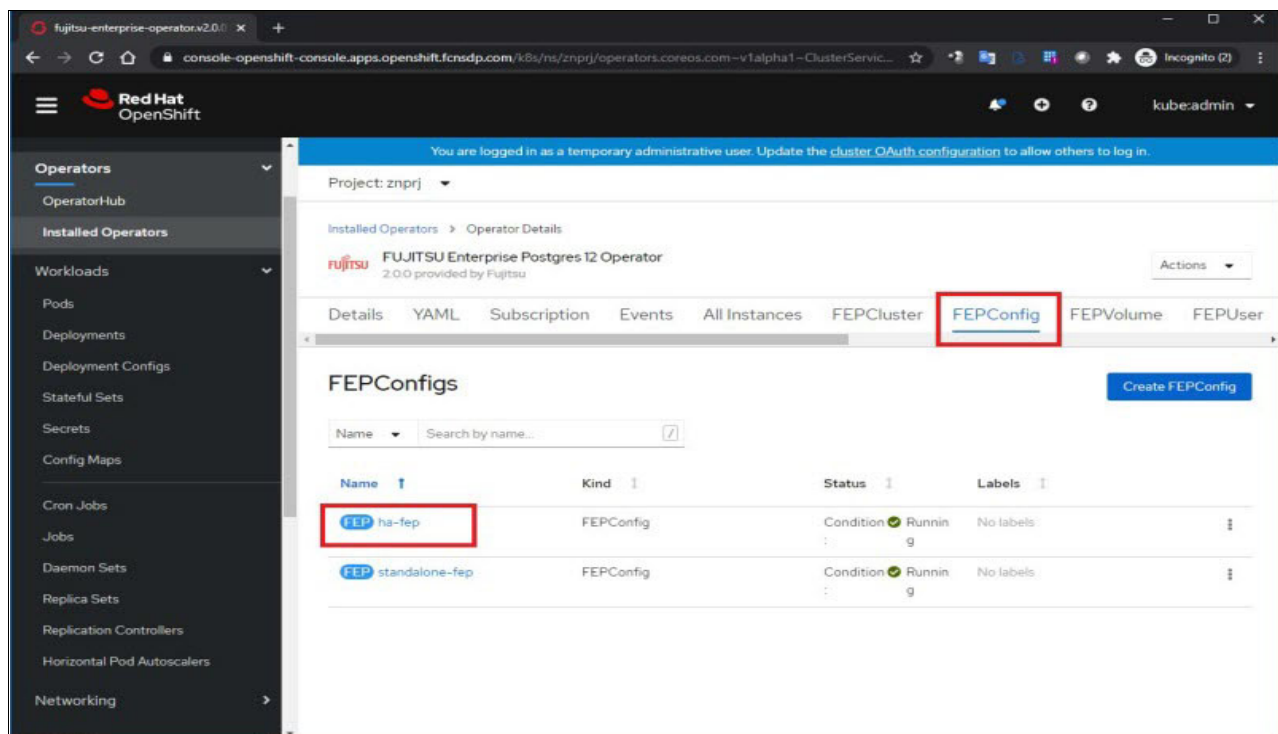 fujitsu-enterprise-operator.v2.0.0
console-openshift-console.apps.openshift.fcnsdp.com/k8s/ns/znprj/operators.coreos.com~v1alpha1~ClusterServic...
Incognito (2)
Red Hat
OpenShift
kube:admin
You are logged in as a temporary administrative user. Update the cluster OAuth configuration to allow others to log in.
Operators
OperatorHub
Installed Operators
Workloads
Pods
Deployments
Deployment Configs
Stateful Sets
Secrets
Config Maps
Cron Jobs
Jobs
Daemon Sets
Replica Sets
Replication Controllers
Horizontal Pod Autoscalers
Networking
Project: znprj
Installed Operators > Operator Details
FUJITSU
FUJITSU Enterprise Postgres 12 Operator
2.0.0 provided by Fujitsu
Actions
Details YAML Subscription Events All Instances FEPCluster FEPConfig FEPVolume FEPUser
FEPConfigs
Create FEPConfig
Name Search by name... /
Name Kind Status Labels
FEP ha-fep FEPConfig Condition Runnin No labels
: g
FEP standalone-fep FEPConfig Condition Runnin No labels
: g